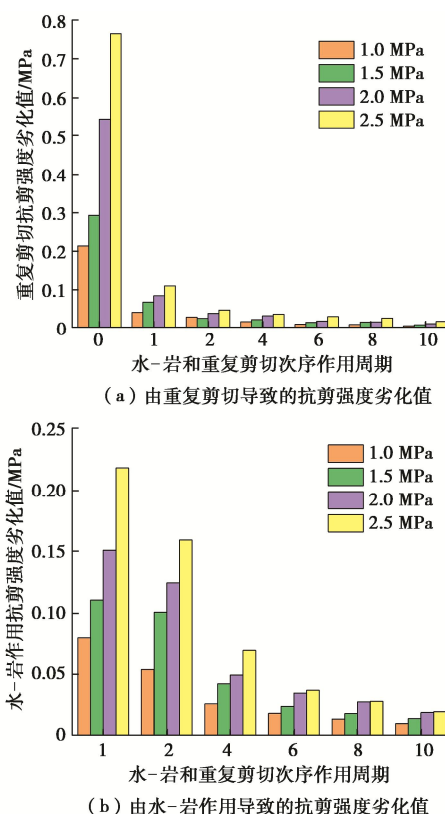 0.8
0.7
0.6
0.5
0.4
0.3
0.2
0.1
0
重复剪切抗剪强度劣化值/MPa
1.0 MPa
1.5 MPa
2.0 MPa
2.5 MPa
0 1 2 4 6 8 10
水-岩和重复剪切次序作用周期
(a)由重复剪切导致的抗剪强度劣化值
0.25
0.20
0.15
0.10
0.05
0
水-岩作用抗剪强度劣化值/MPa
1.0 MPa
1.5 MPa
2.0 MPa
2.5 MPa
1 2 4 6 8 10
水-岩和重复剪切次序作用周期
(b)由水-岩作用导致的抗剪强度劣化值